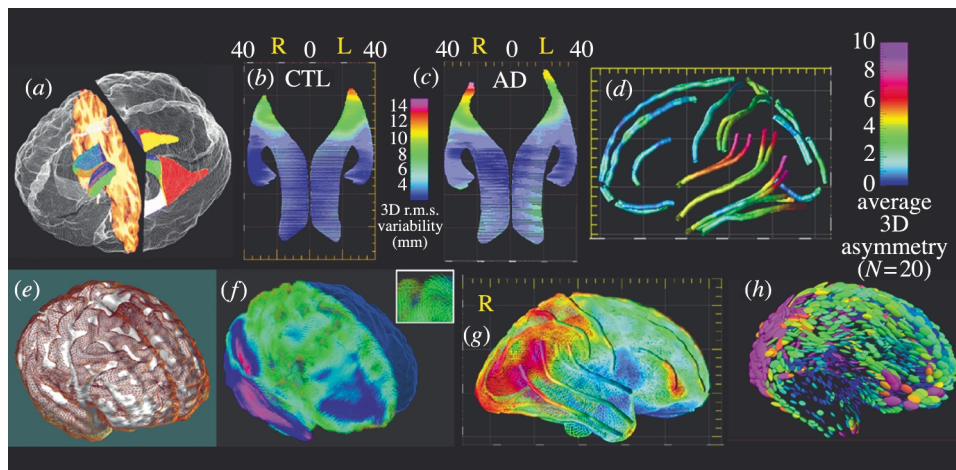 40 R 0 L 40
40 R 0 L 40
(a)
(b) CTL
(c) AD
(d)
14
12
10
8
6
4
3D r.m.s.
variability
(mm)
10
8
6
4
2
0
average
3D
asymmetry
(N=20)
(e)
(f)
R
(g)
(h)